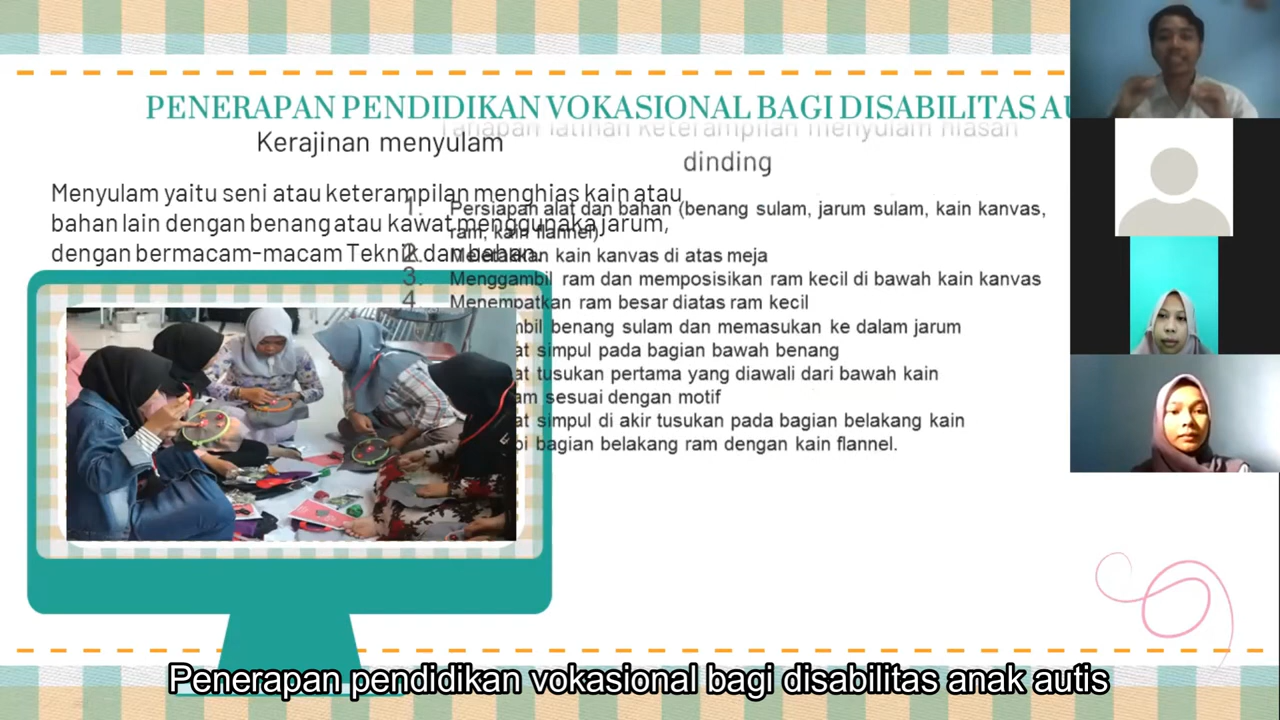 PENERAPAN PENDIDIKAN VOKASIONAL BAGI DISABILITAS AU
Kerajinan menyulam
Menyulam yaitu seni atau keterampilan menghias kain atau
bahan lain dengan benang atau kawat menggunaka jarum,
dengan bermacam-macam Teknik dan bahan.
Tahapan latihan keterampilan menyulam hiasan
dinding
1. Persiapan alat dan bahan (benang sulam, jarum sulam, kain kanvas,
ram, kain flannel).
2. Meletakkan kain kanvas di atas meja
3. Menggambil ram dan memposisikan ram kecil di bawah kain kanvas
4. Menempatkan ram besar diatas ram kecil
mbil benang sulam dan memasukan ke dalam jarum
at simpul pada bagian bawah benang
at tusukan pertama yang diawali dari bawah kain
am sesuai dengan motif
at simpul di akir tusukan pada bagian belakang kain
pi bagian belakang ram dengan kain flannel.
Penerapan pendidikan vokasional bagi disabilitas anak autis